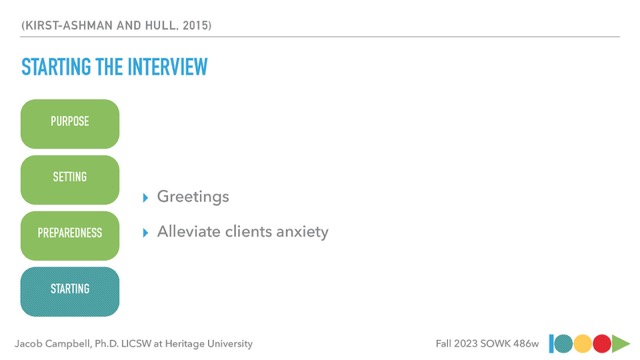 (KIRST-ASHMAN AND HULL, 2015)
STARTING THE INTERVIEW
PURPOSE
SETTING
PREPAREDNESS
STARTING
Greetings
Alleviate clients anxiety
Jacob Campbell, Ph.D. LICSW at Heritage University
Fall 2023 SOWK 486w